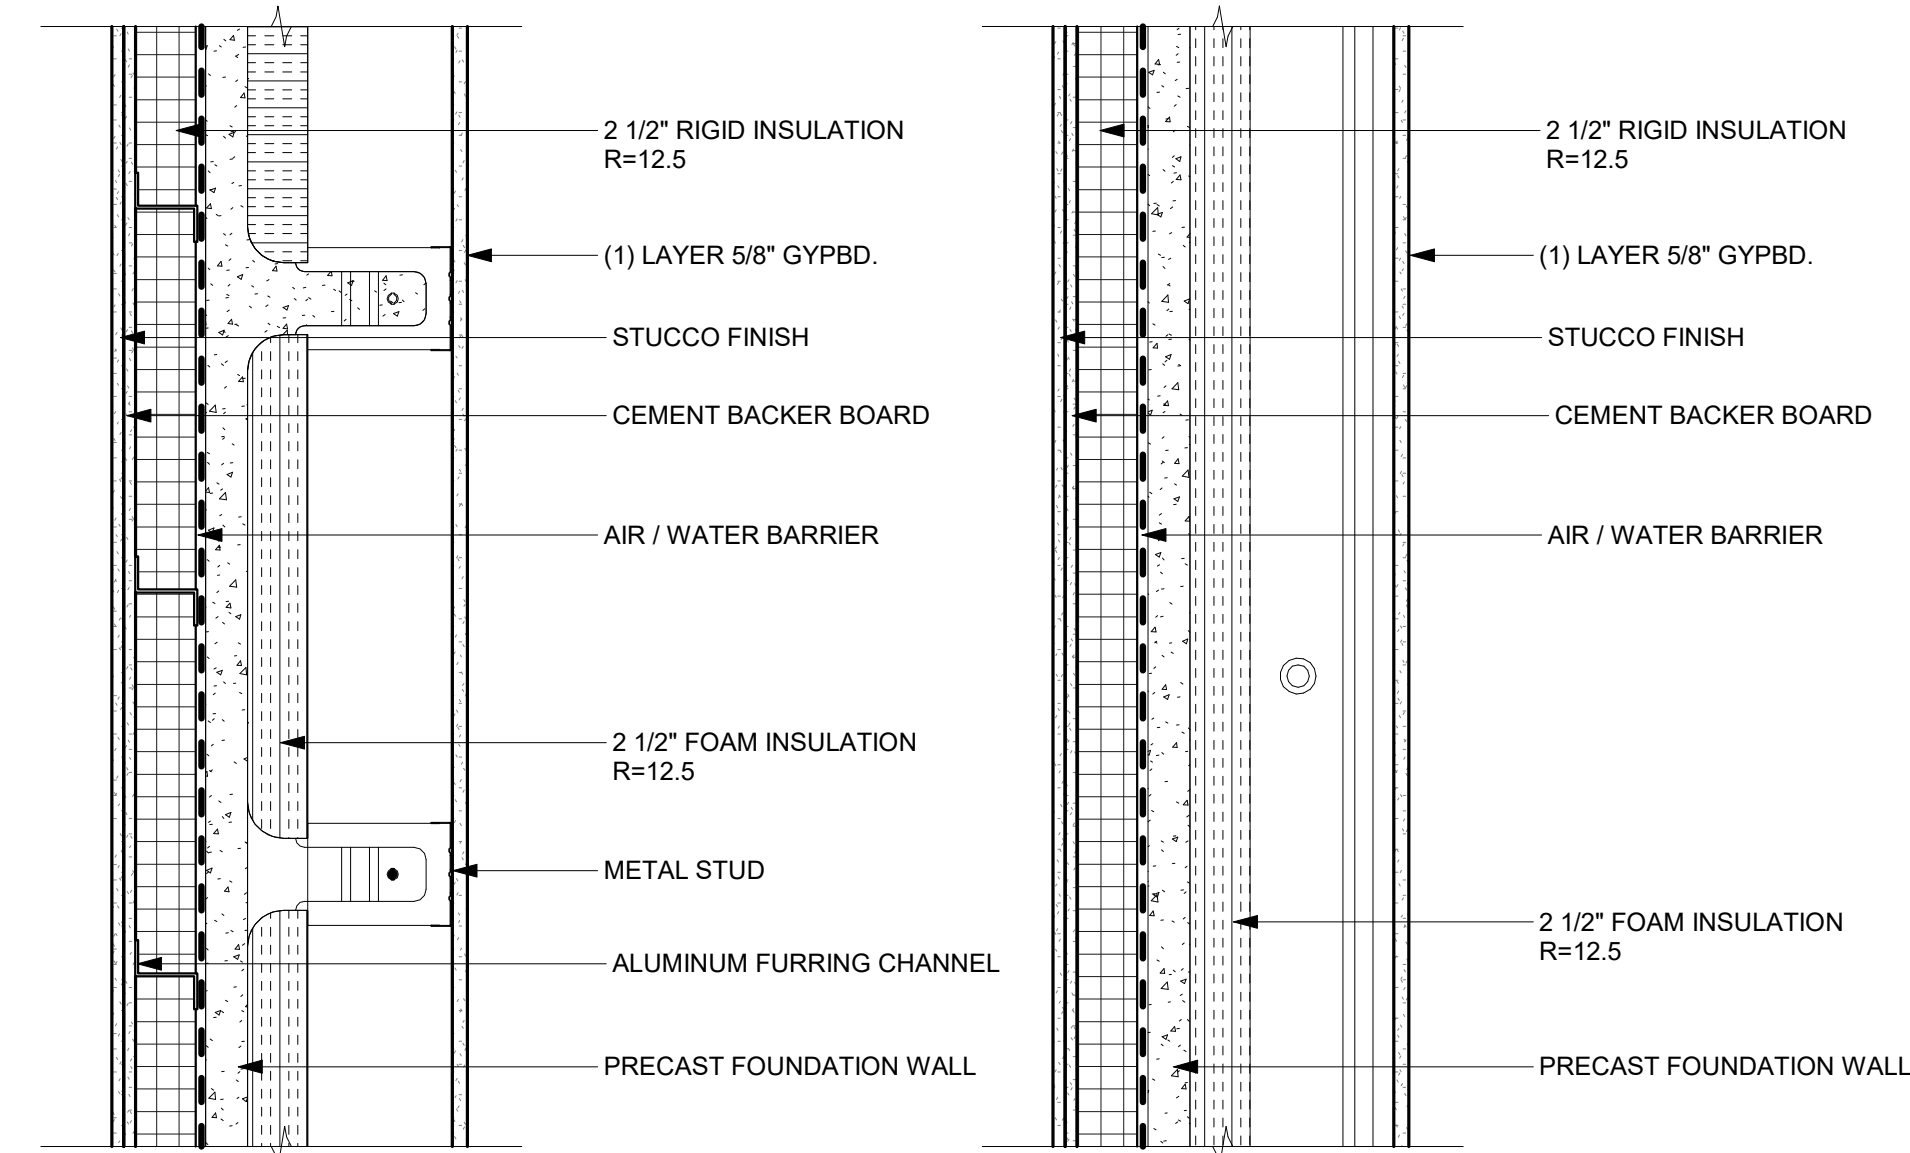 2 1/2" RIGID INSULATION
R=12.5
(1) LAYER 5/8" GYPBD.
STUCCO FINISH
CEMENT BACKER BOARD
AIR / WATER BARRIER
2 1/2" FOAM INSULATION
R=12.5
METAL STUD
ALUMINUM FURRING CHANNEL
PRECAST FOUNDATION WALL
2 1/2" RIGID INSULATION
R=12.5
(1) LAYER 5/8" GYPBD.
STUCCO FINISH
CEMENT BACKER BOARD
AIR / WATER BARRIER
2 1/2" FOAM INSULATION
R=12.5
PRECAST FOUNDATION WALL